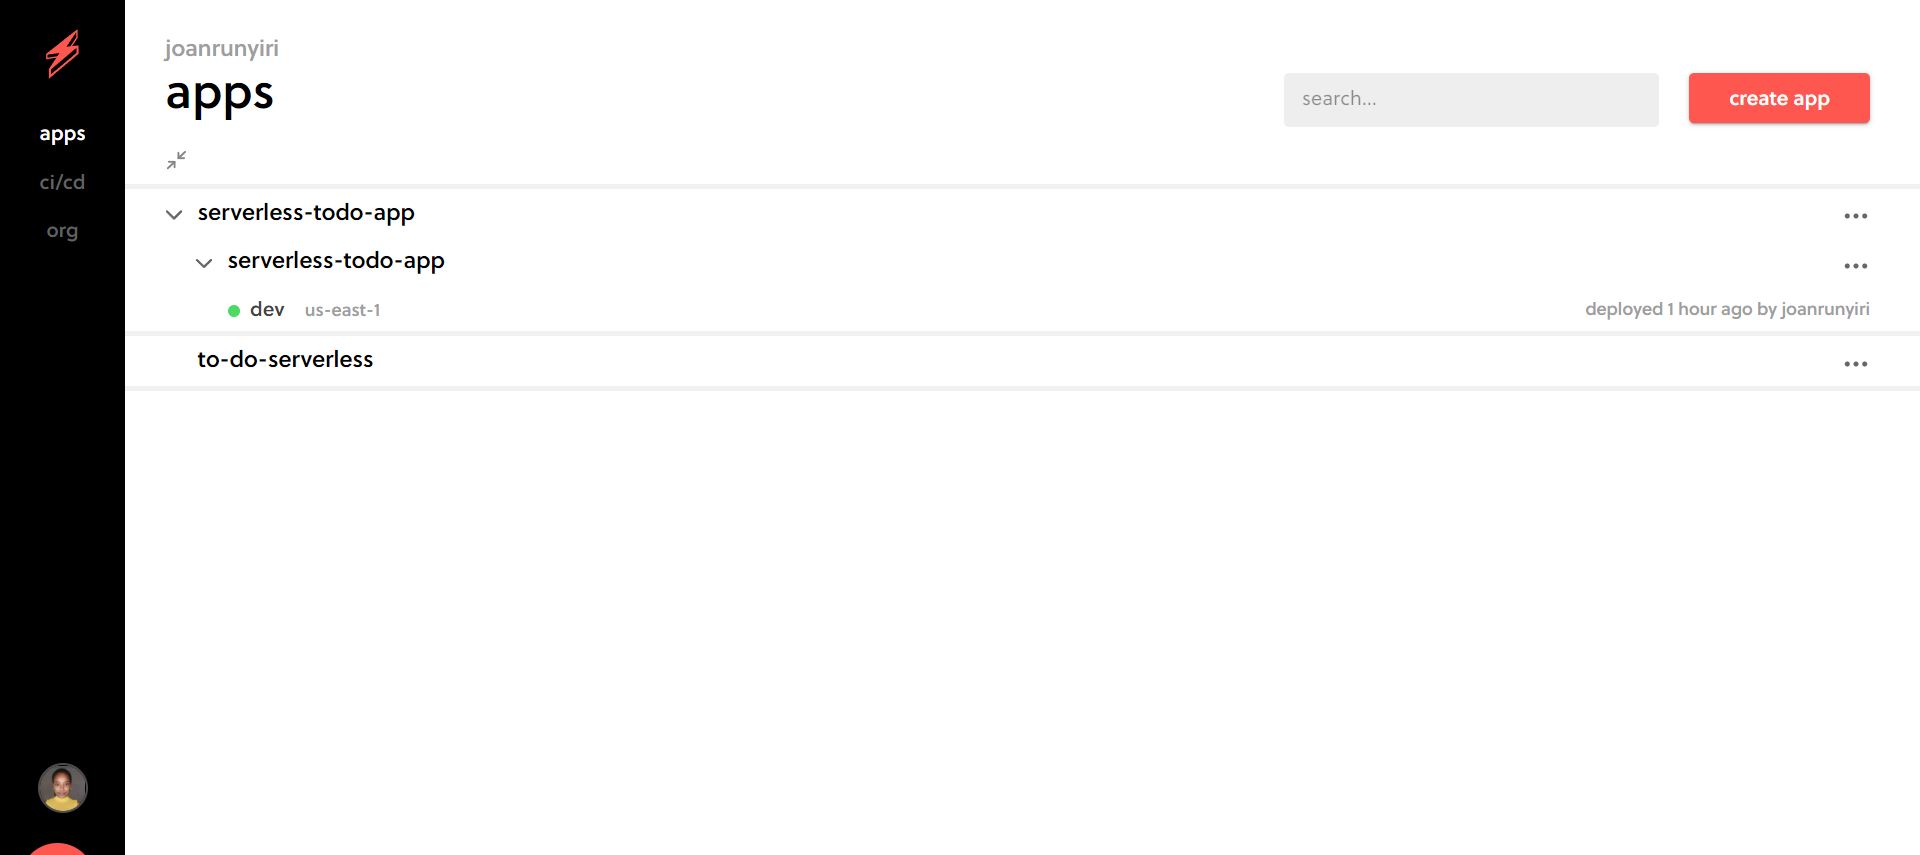 joanrunyiri
apps
search...
create app
apps
ci/cd
org
serverless-todo-app
serverless-todo-app
dev us-east-1 deployed 1 hour ago by joanrunyiri
to-do-serverless